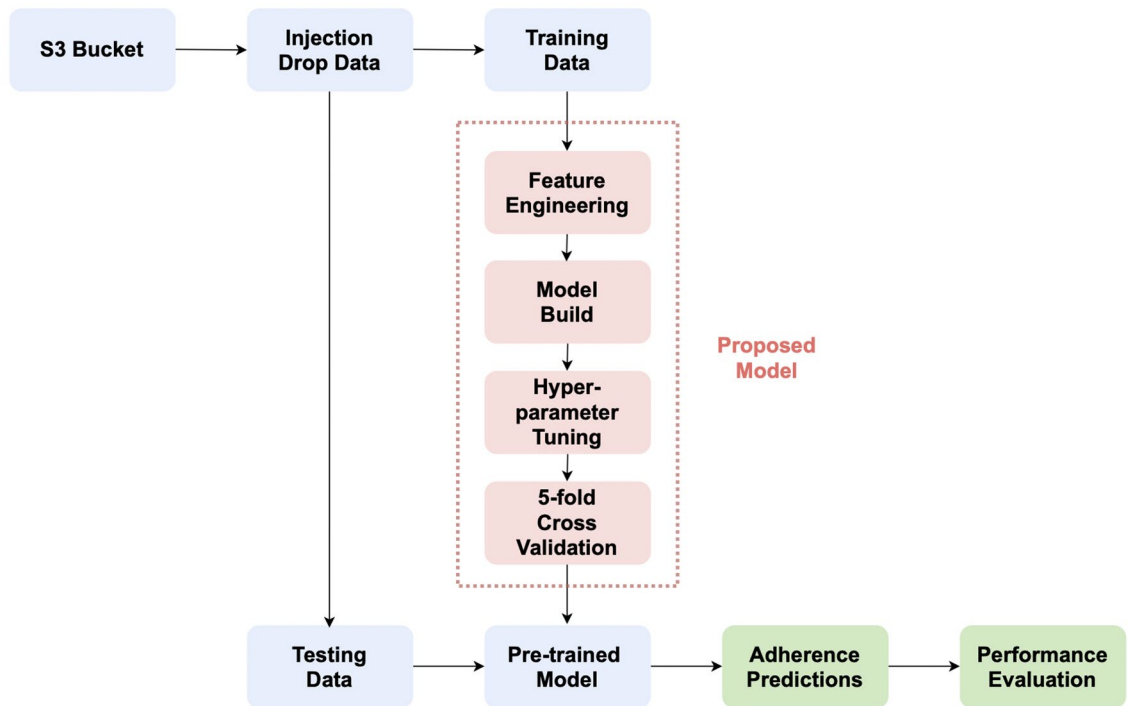 S3 Bucket
Injection
Drop Data
Training
Data
Feature
Engineering
Model
Build
Hyper-
parameter
Tuning
5-fold
Cross
Validation
Proposed
Model
Testing
Data
Pre-trained
Model
Adherence
Predictions
Performance
Evaluation